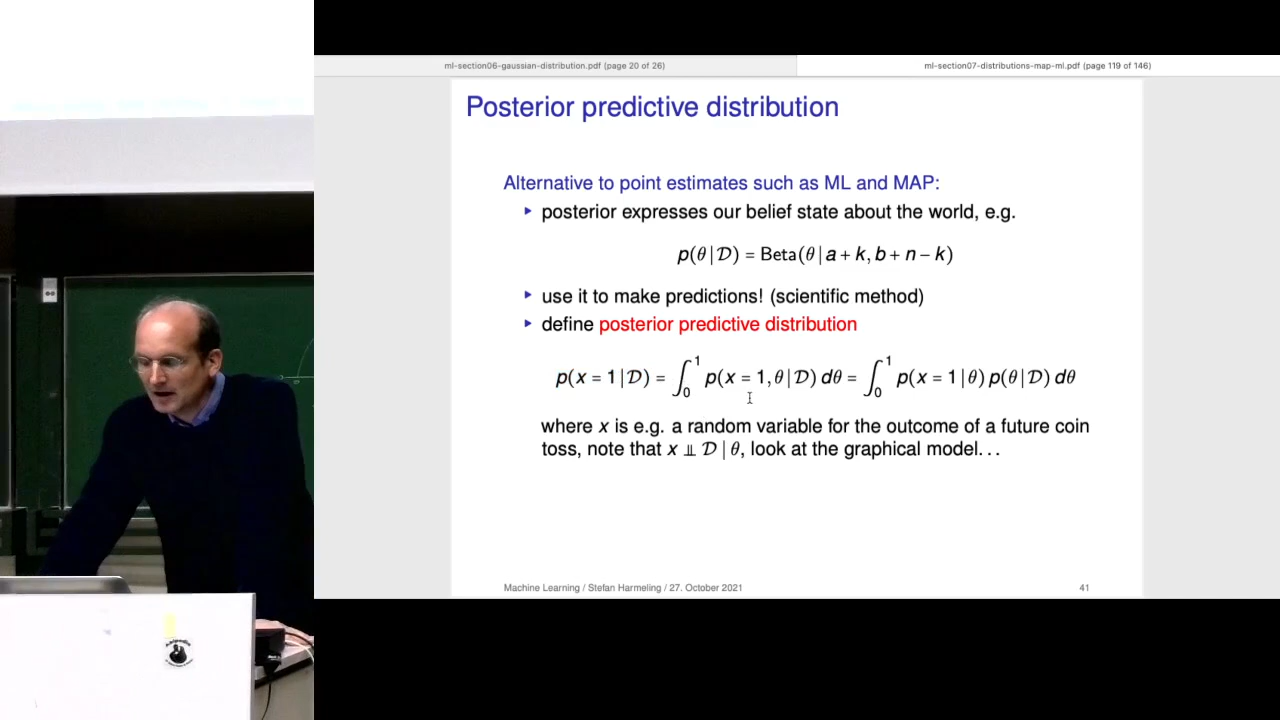 ml-section06-gaussian-distribution.pdf (page 20 of 26)
ml-section07-distributions-map-ml.pdf (page 119 of 146)
Posterior predictive distribution
Alternative to point estimates such as ML and MAP:
▸ posterior expresses our belief state about the world, e.g.
p(θ|𝒟) = Beta(θ|a + k, b + n − k)
▸ use it to make predictions! (scientific method)
▸ define posterior predictive distribution
p(x = 1|𝒟) = ∫₀¹ p(x = 1, θ|𝒟) dθ = ∫₀¹ p(x = 1|θ) p(θ|𝒟) dθ
where x is e.g. a random variable for the outcome of a future coin
toss, note that x ⫫ 𝒟 | θ, look at the graphical model...
Machine Learning / Stefan Harmeling / 27. October 2021
41